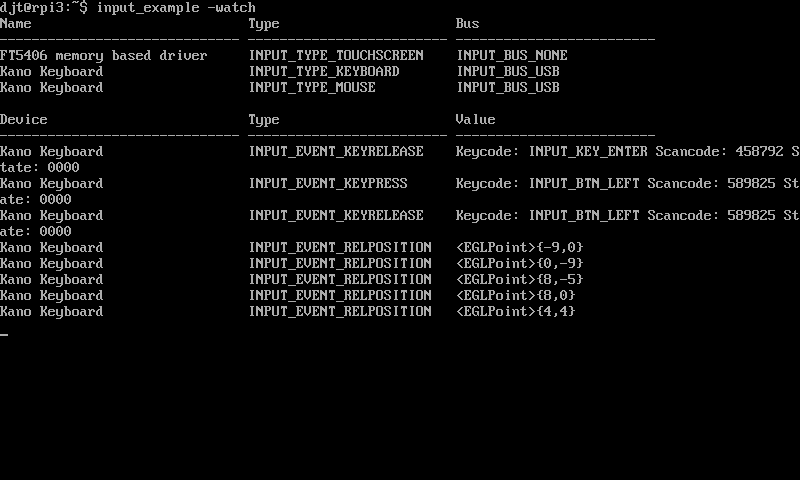 djt@rpi3:~$ input_example -watch
Name                           Type                       Bus
------------------------------ ------------------------- -------------------------
FT5406 memory based driver     INPUT_TYPE_TOUCHSCREEN     INPUT_BUS_NONE
Kano Keyboard                  INPUT_TYPE_KEYBOARD        INPUT_BUS_USB
Kano Keyboard                  INPUT_TYPE_MOUSE           INPUT_BUS_USB
Device                         Type                       Value
------------------------------ ------------------------- -------------------------
Kano Keyboard                  INPUT_EVENT_KEYRELEASE     Keycode: INPUT_KEY_ENTER Scancode: 458792 S
tate: 0000
Kano Keyboard                  INPUT_EVENT_KEYPRESS       Keycode: INPUT_BTN_LEFT Scancode: 589825 St
ate: 0000
Kano Keyboard                  INPUT_EVENT_KEYRELEASE     Keycode: INPUT_BTN_LEFT Scancode: 589825 St
ate: 0000
Kano Keyboard                  INPUT_EVENT_RELPOSITION    <EGLPoint>{-9,0}
Kano Keyboard                  INPUT_EVENT_RELPOSITION    <EGLPoint>{0,-9}
Kano Keyboard                  INPUT_EVENT_RELPOSITION    <EGLPoint>{8,-5}
Kano Keyboard                  INPUT_EVENT_RELPOSITION    <EGLPoint>{8,0}
Kano Keyboard                  INPUT_EVENT_RELPOSITION    <EGLPoint>{4,4}